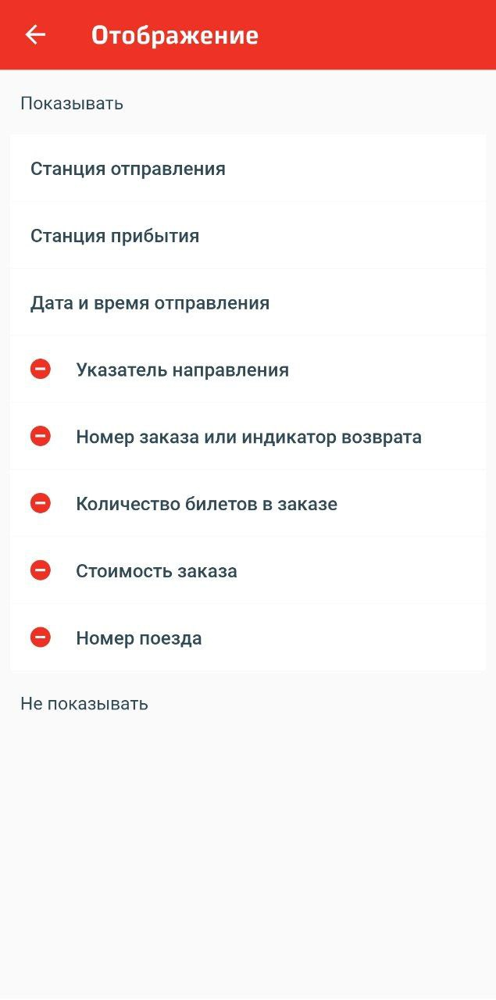 Отображение
Показывать
Станция отправления
Станция прибытия
Дата и время отправления
Указатель направления
Номер заказа или индикатор возврата
Количество билетов в заказе
Стоимость заказа
Номер поезда
Не показывать